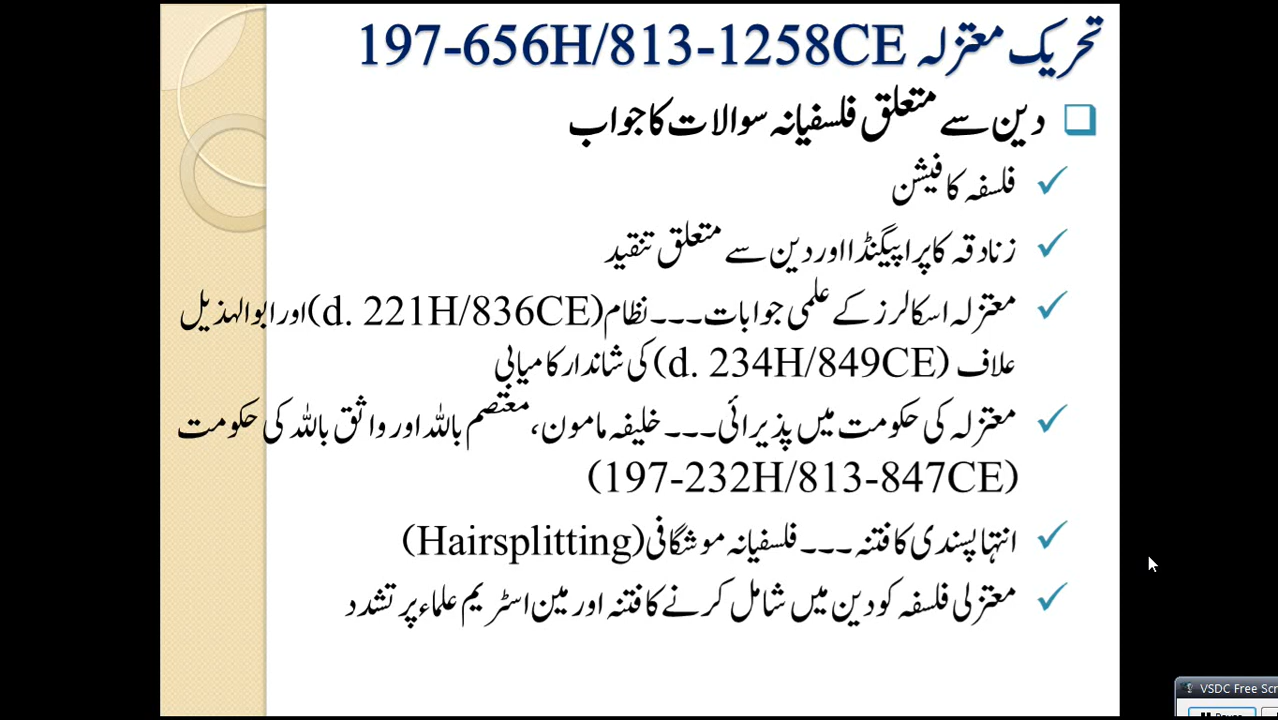 تحریک معتزلہ 197-656H/813-1258CE
دین سے متعلق فلسفیانہ سوالات کا جواب
فلسفہ کا فیشن
زنادقہ کا پراپیگنڈا اور دین سے متعلق تنقید
معتزلہ اسکالرز کے علمی جوابات۔۔۔ نظام (d. 221H/836CE) اور ابو الہذیل
علاف (d. 234H/849CE) کی شاندار کامیابی
معتزلہ کی حکومت میں پذیرائی۔۔۔ خلیفہ مامون، معتصم باللہ اور واثق باللہ کی حکومت
(197-232H/813-847CE)
انتہا پسندی کا فتنہ۔۔۔ فلسفیانہ موشگافی (Hairsplitting)
معتزلی فلسفہ کو دین میں شامل کرنے کا فتنہ اور مین اسٹریم علماء پر تشدد
VSDC Free Scr